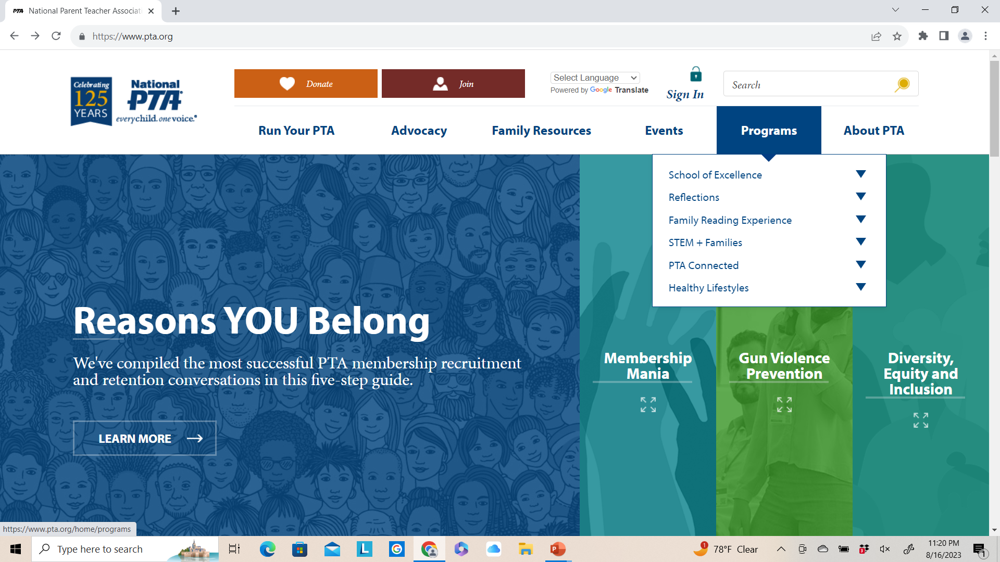 PTA National Parent Teacher Associati
https://www.pta.org
Celebrating
125
YEARS
National
PTA
everychild.onevoice.
Donate
Join
Select Language
Powered by Google Translate
Sign In
Search
Run Your PTA
Advocacy
Family Resources
Events
Programs
About PTA
School of Excellence
Reflections
Family Reading Experience
STEM + Families
PTA Connected
Healthy Lifestyles
Reasons YOU Belong
We've compiled the most successful PTA membership recruitment
and retention conversations in this five-step guide.
LEARN MORE
Membership
Mania
Gun Violence
Prevention
Diversity,
Equity and
Inclusion
https://www.pta.org/home/programs
Type here to search
L
G
P
1
78°F Clear
3
11:20 PM
8/16/2023
1